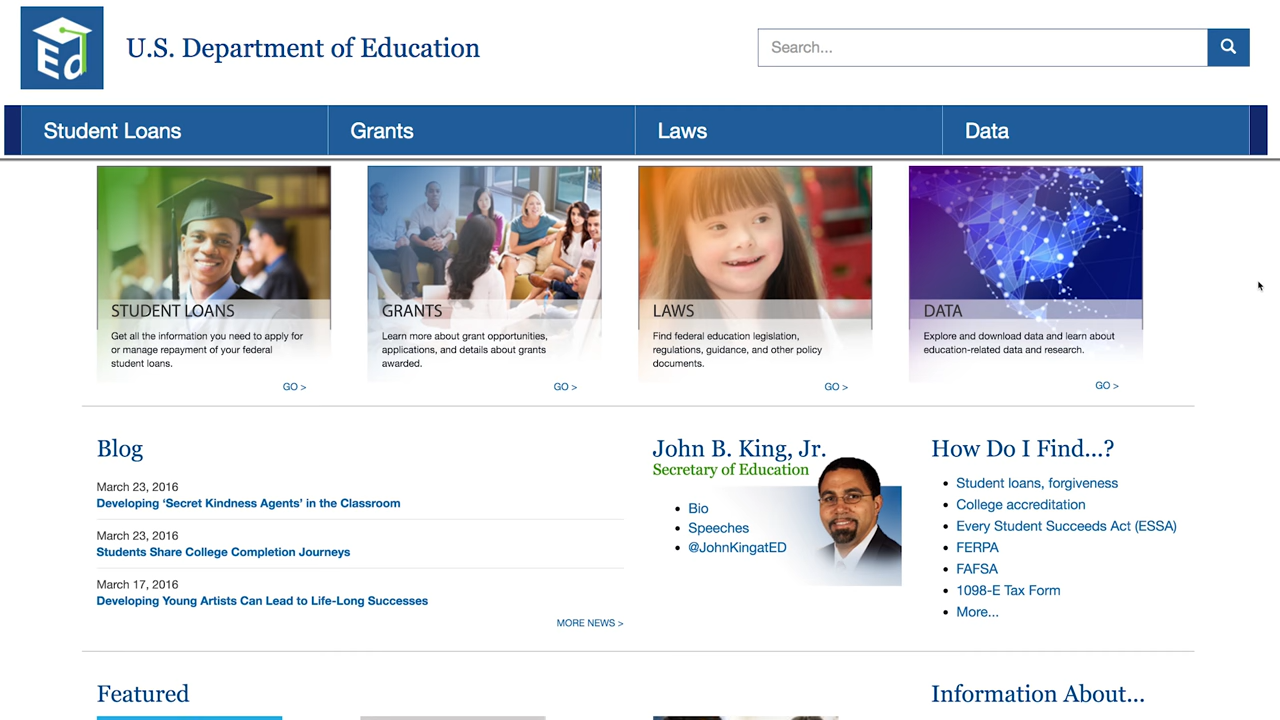 Ed
U.S. Department of Education
Search...
Student Loans
Grants
Laws
Data
STUDENT LOANS
Get all the information you need to apply for
or manage repayment of your federal
student loans.
GO >
GRANTS
Learn more about grant opportunities,
applications, and details about grants
awarded.
GO >
LAWS
Find federal education legislation,
regulations, guidance, and other policy
documents.
GO >
DATA
Explore and download data and learn about
education-related data and research.
GO >
Blog
March 23, 2016
Developing ‘Secret Kindness Agents’ in the Classroom
March 23, 2016
Students Share College Completion Journeys
March 17, 2016
Developing Young Artists Can Lead to Life-Long Successes
MORE NEWS >
John B. King, Jr.
Secretary of Education
Bio
Speeches
@JohnKingatED
How Do I Find...?
Student loans, forgiveness
College accreditation
Every Student Succeeds Act (ESSA)
FERPA
FAFSA
1098-E Tax Form
More...
Featured
Information About...